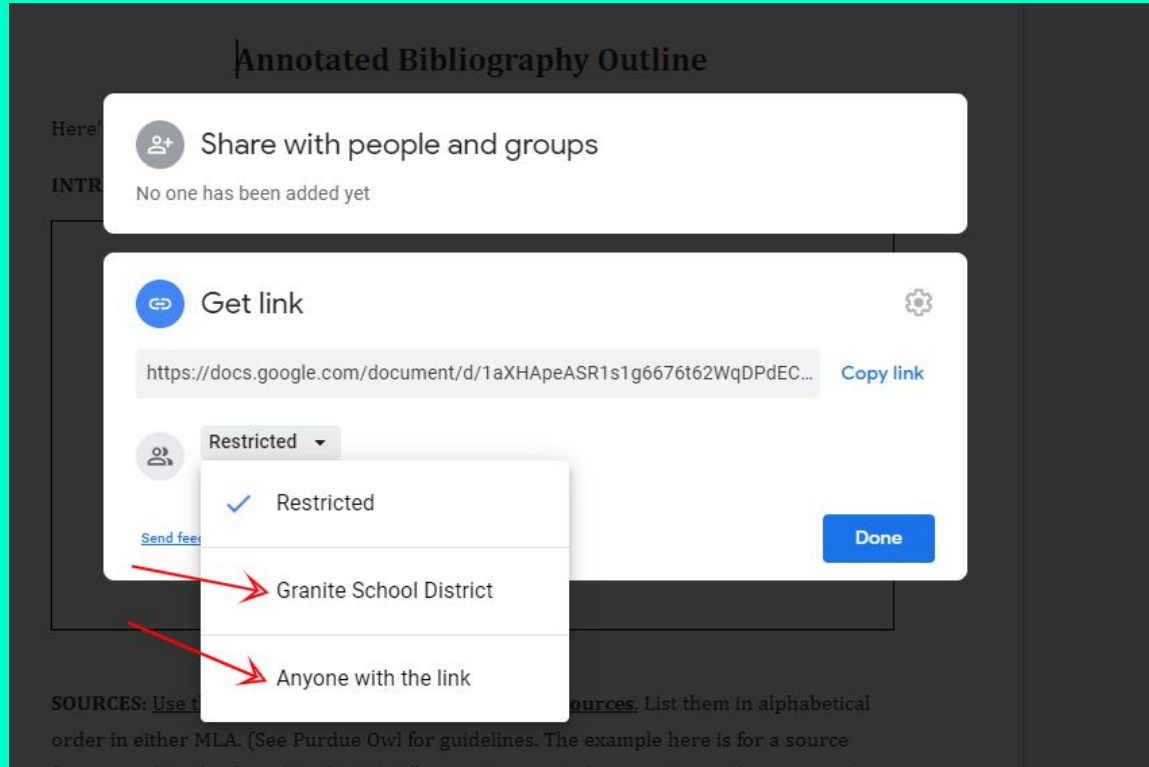 Annotated Bibliography Outline
Here'
Share with people and groups
INTR
No one has been added yet
Get link
https://docs.google.com/document/d/1aXHApeASR1s1g6676t62WqDPdEC...
Copy link
Restricted
Restricted
Send feed
Done
Granite School District
Anyone with the link
SOURCES: Use t ources. List them in alphabetical
order in either MLA. (See Purdue Owl for guidelines. The example here is for a source